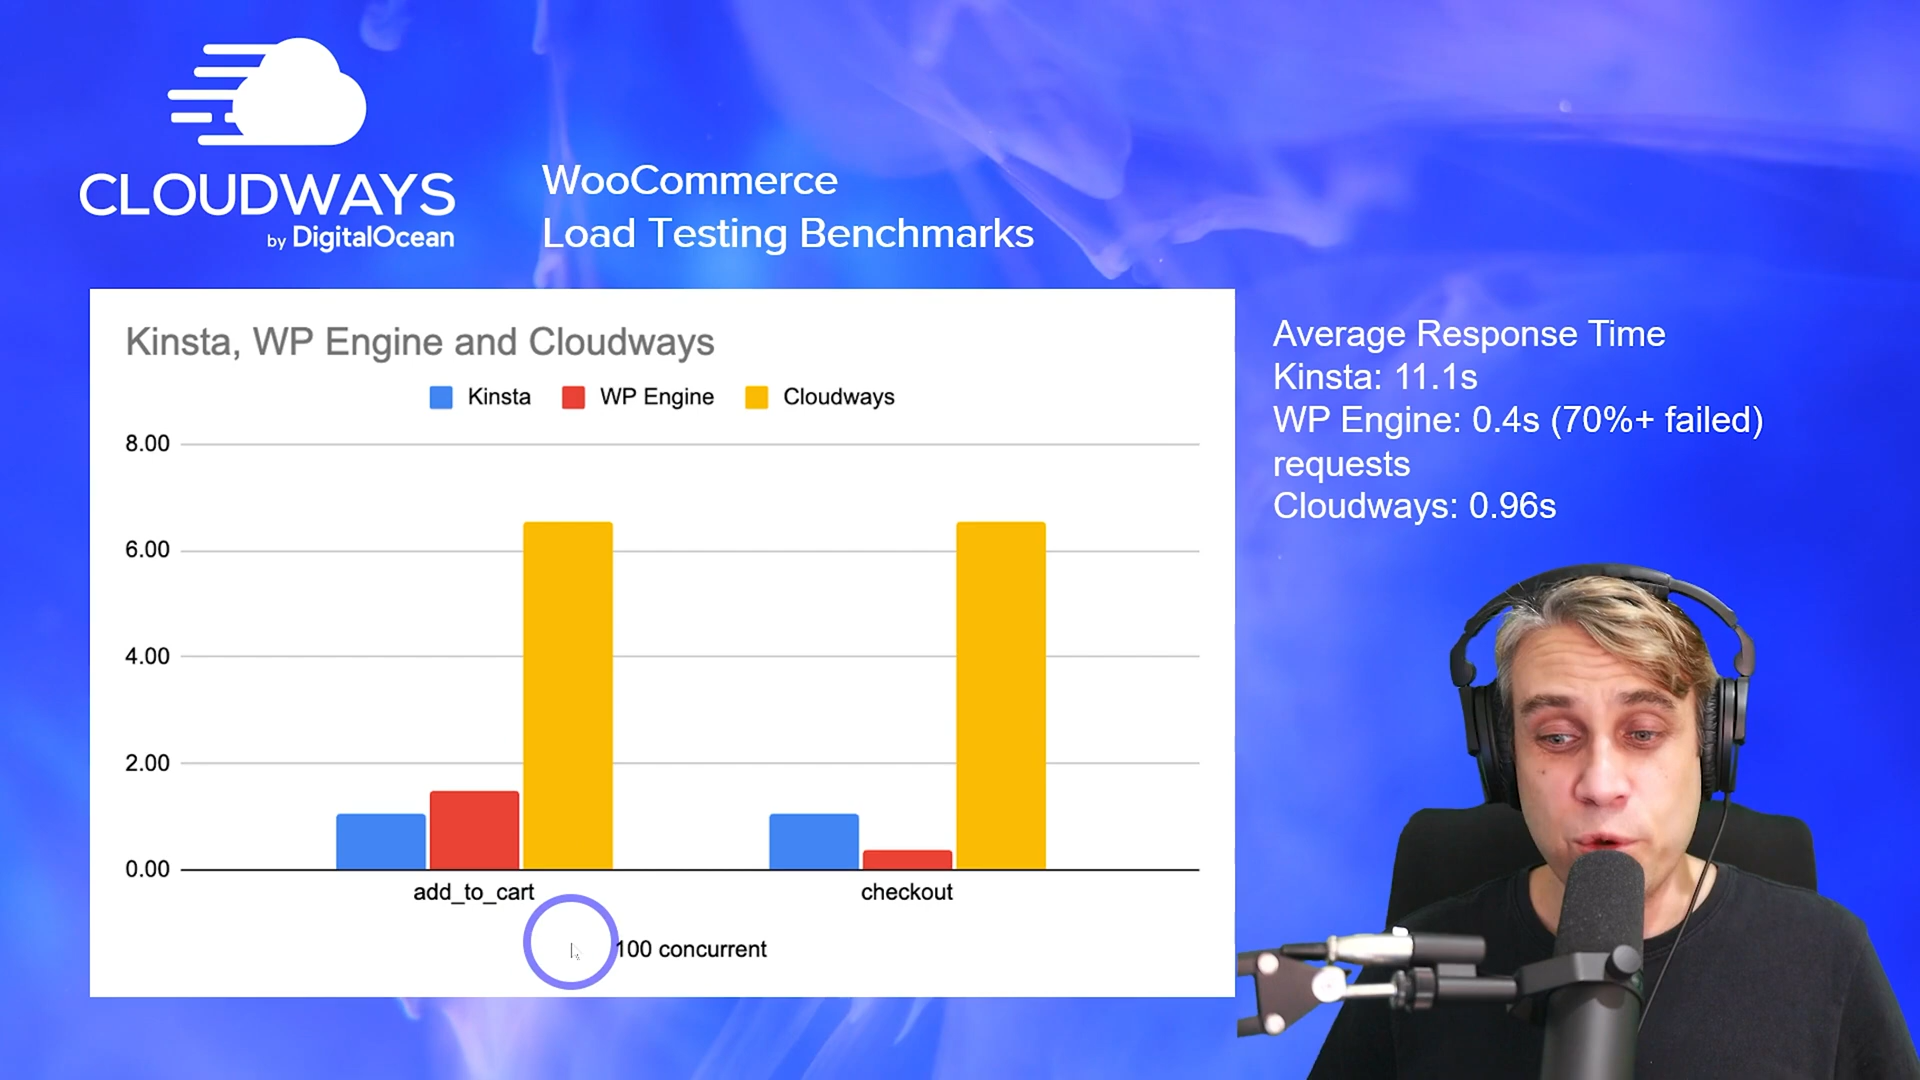 CLOUDWAYS
by DigitalOcean
WooCommerce
Load Testing Benchmarks
Kinsta, WP Engine and Cloudways
Kinsta
WP Engine
Cloudways
8.00
6.00
4.00
2.00
0.00
add_to_cart
checkout
100 concurrent
Average Response Time
Kinsta: 11.1s
WP Engine: 0.4s (70%+ failed)
requests
Cloudways: 0.96s